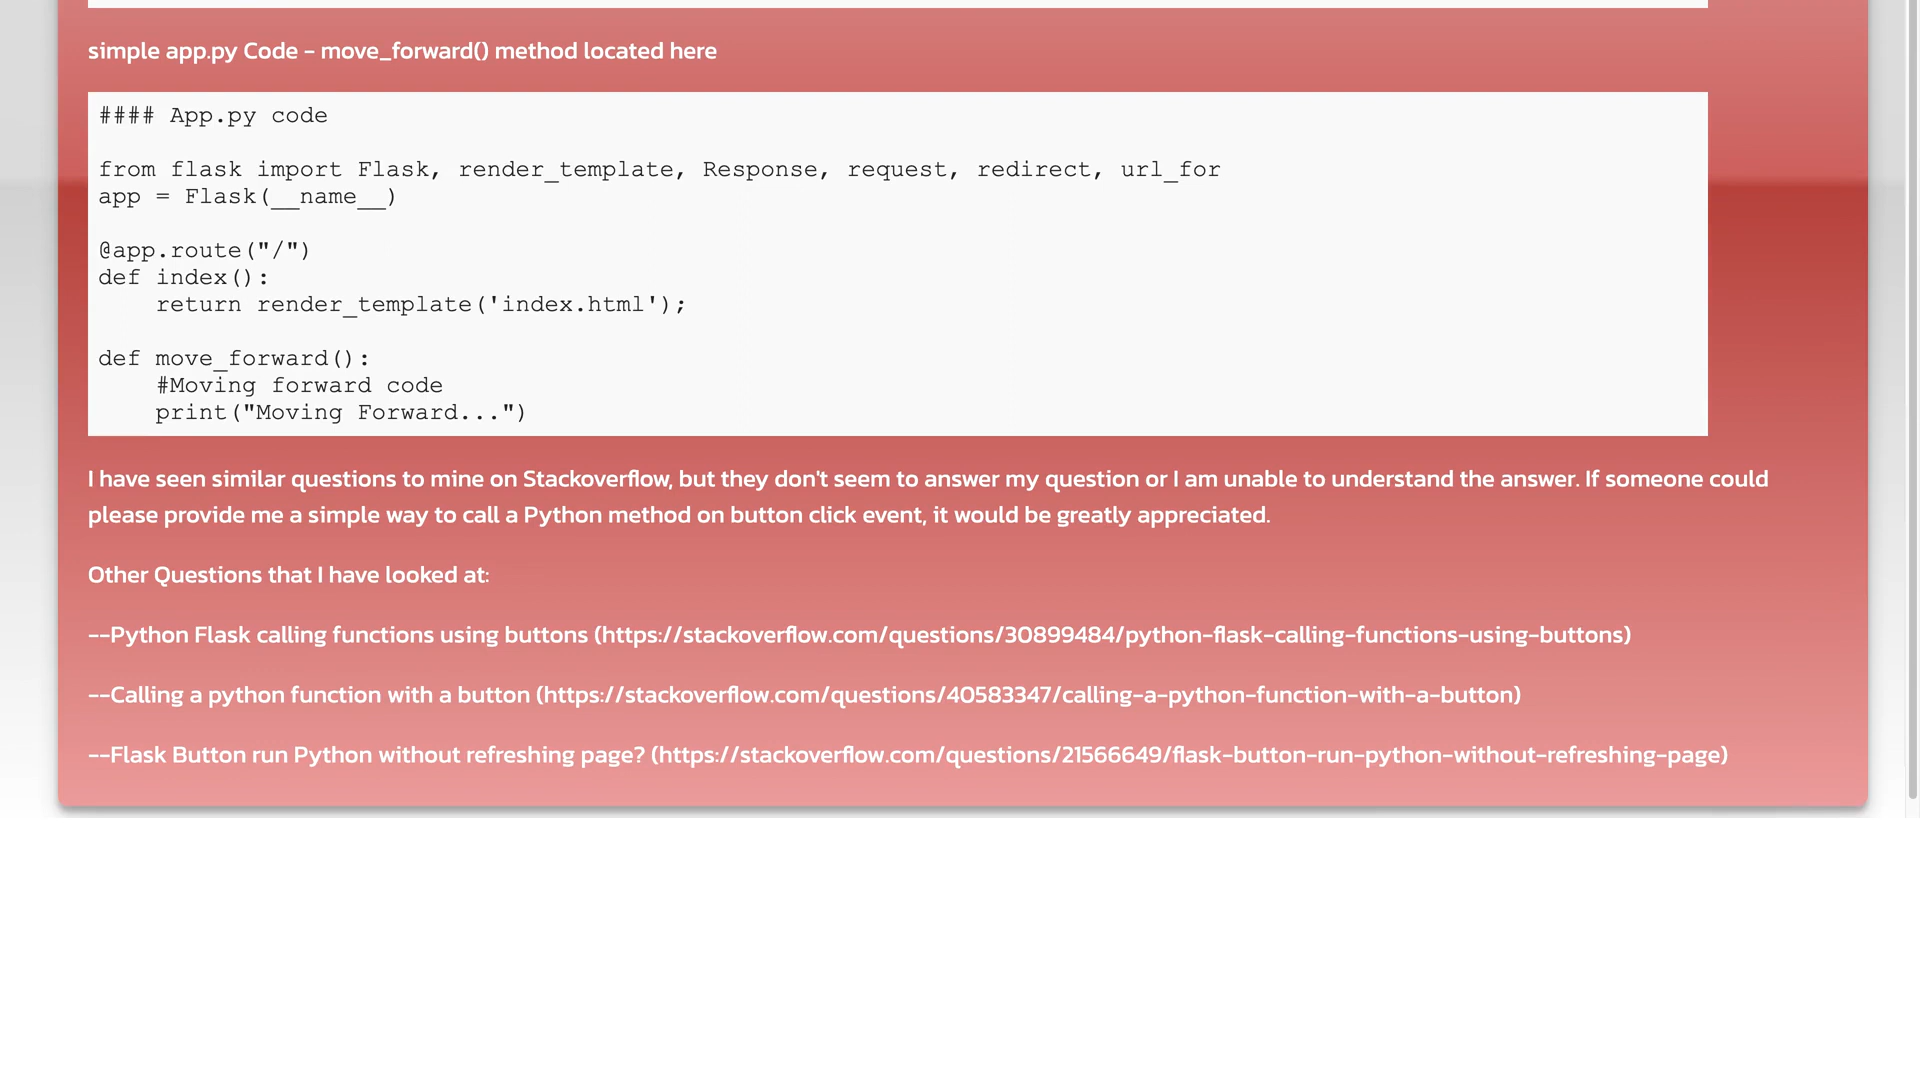 simple app.py Code - move_forward() method located here
#### App.py code
from flask import Flask, render_template, Response, request, redirect, url_for
app = Flask(__name__)
@app.route("/")
def index():
    return render_template('index.html');
def move_forward():
    #Moving forward code
    print("Moving Forward...")
I have seen similar questions to mine on Stackoverflow, but they don't seem to answer my question or I am unable to understand the answer. If someone could
please provide me a simple way to call a Python method on button click event, it would be greatly appreciated.
Other Questions that I have looked at:
--Python Flask calling functions using buttons (https://stackoverflow.com/questions/30899484/python-flask-calling-functions-using-buttons)
--Calling a python function with a button (https://stackoverflow.com/questions/40583347/calling-a-python-function-with-a-button)
--Flask Button run Python without refreshing page? (https://stackoverflow.com/questions/21566649/flask-button-run-python-without-refreshing-page)